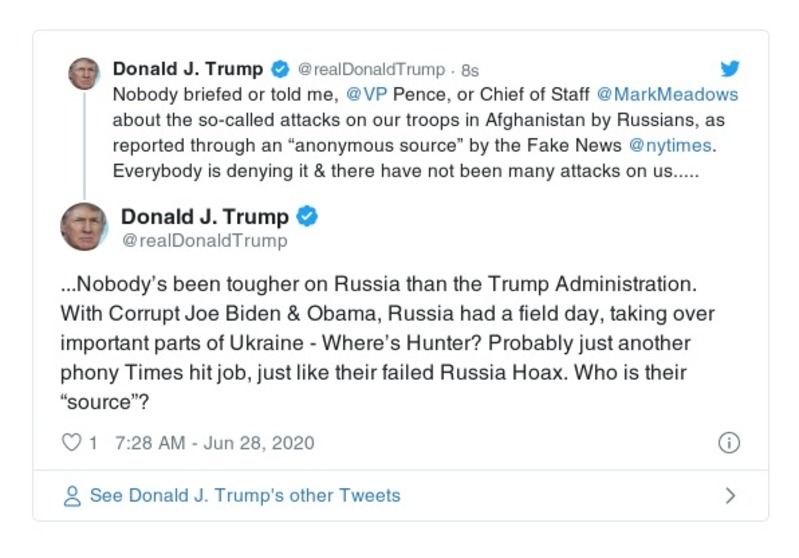 Donald J. Trump @realDonaldTrump · 8s
Nobody briefed or told me, @VP Pence, or Chief of Staff @MarkMeadows
about the so-called attacks on our troops in Afghanistan by Russians, as
reported through an “anonymous source” by the Fake News @nytimes.
Everybody is denying it & there have not been many attacks on us.....
Donald J. Trump
@realDonaldTrump
...Nobody’s been tougher on Russia than the Trump Administration.
With Corrupt Joe Biden & Obama, Russia had a field day, taking over
important parts of Ukraine - Where’s Hunter? Probably just another
phony Times hit job, just like their failed Russia Hoax. Who is their
“source”?
1 7:28 AM - Jun 28, 2020
See Donald J. Trump's other Tweets